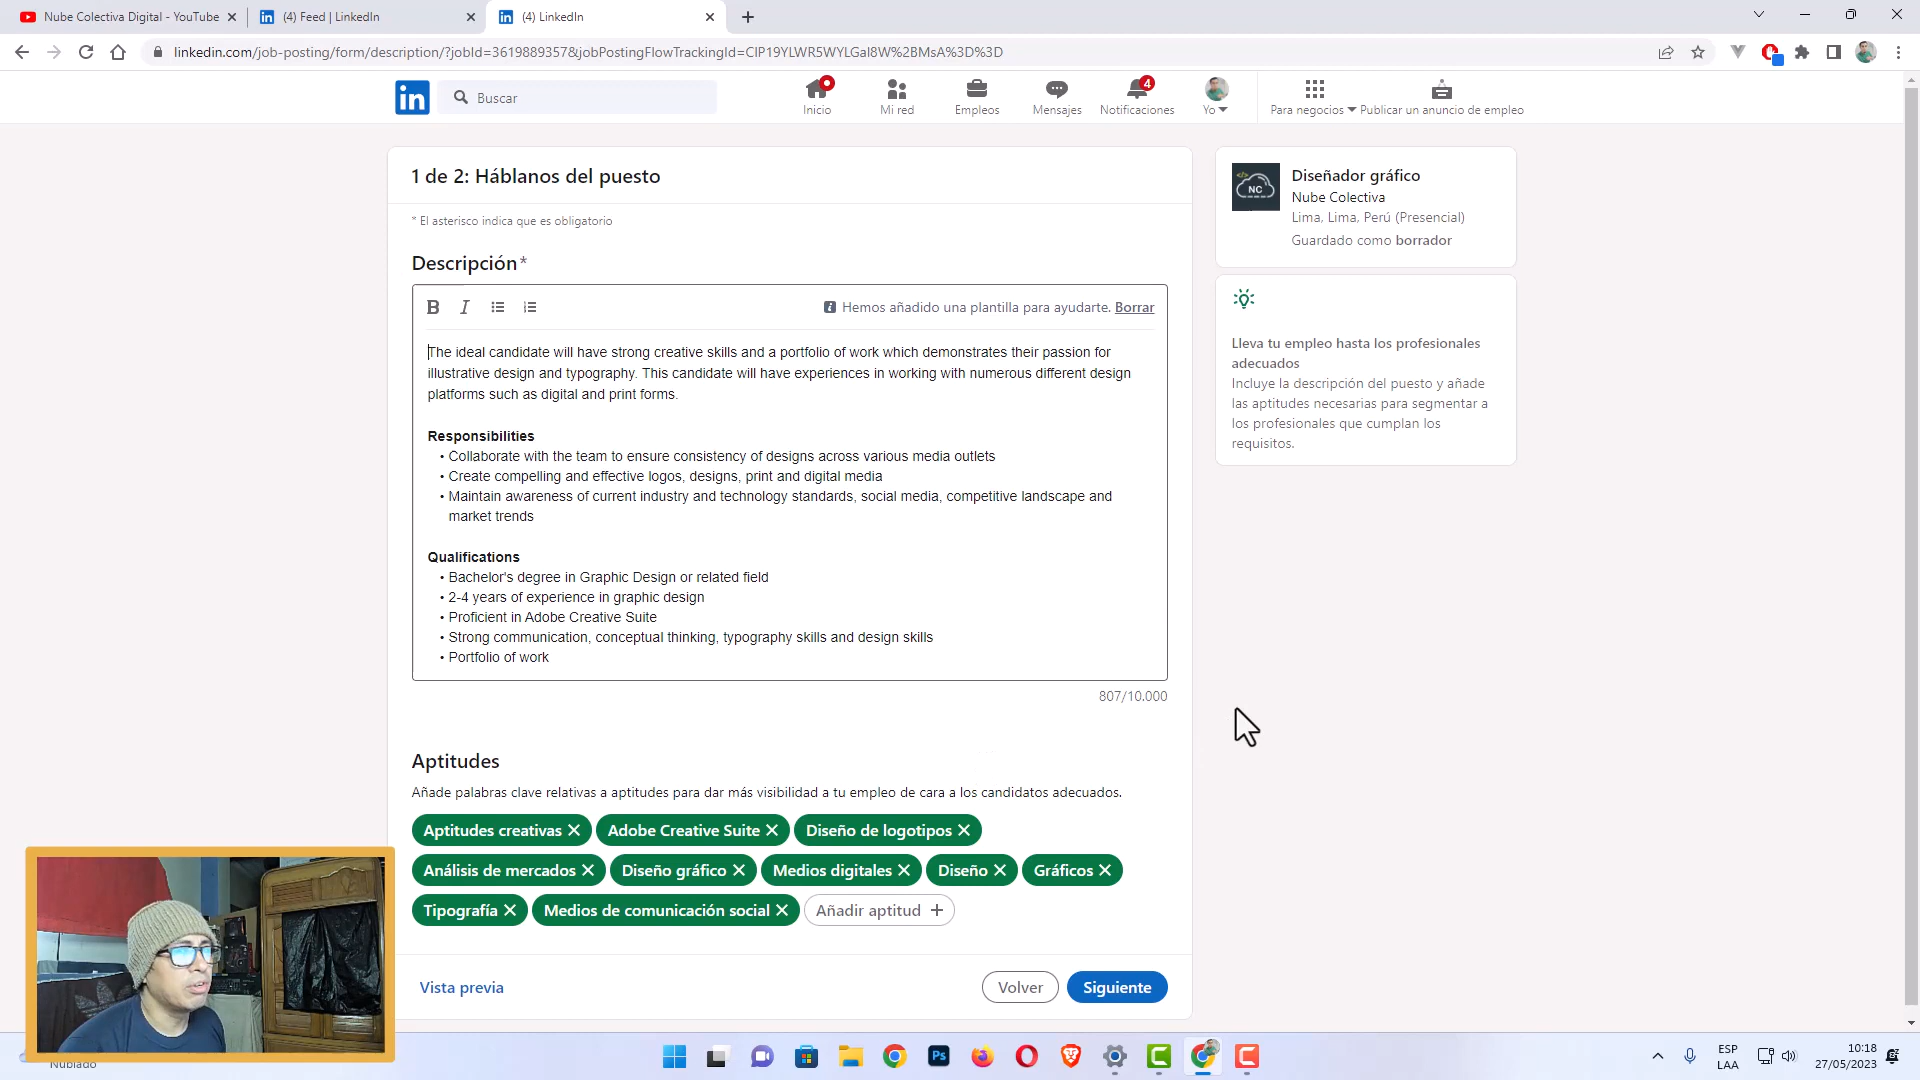 Nube Colectiva Digital - YouTube
(4) Feed | LinkedIn
(4) LinkedIn
linkedin.com/job-posting/form/description/?jobId=3619889357&jobPostingFlowTrackingId=CIP19YLWR5WYLGal8W%2BMsA%3D%3D
in
Buscar
Inicio
Mi red
Empleos
Mensajes
4
Notificaciones
Yo
Para negocios
Publicar un anuncio de empleo
1 de 2: Háblanos del puesto
* El asterisco indica que es obligatorio
Descripción*
B I
Hemos añadido una plantilla para ayudarte. Borrar
The ideal candidate will have strong creative skills and a portfolio of work which demonstrates their passion for
illustrative design and typography. This candidate will have experiences in working with numerous different design
platforms such as digital and print forms.
Responsibilities
• Collaborate with the team to ensure consistency of designs across various media outlets
• Create compelling and effective logos, designs, print and digital media
• Maintain awareness of current industry and technology standards, social media, competitive landscape and
market trends
Qualifications
• Bachelor's degree in Graphic Design or related field
• 2-4 years of experience in graphic design
• Proficient in Adobe Creative Suite
• Strong communication, conceptual thinking, typography skills and design skills
• Portfolio of work
807/10.000
Aptitudes
Añade palabras clave relativas a aptitudes para dar más visibilidad a tu empleo de cara a los candidatos adecuados.
Aptitudes creativas
Adobe Creative Suite
Diseño de logotipos
Análisis de mercados
Diseño gráfico
Medios digitales
Diseño
Gráficos
Tipografía
Medios de comunicación social
Añadir aptitud +
Vista previa
Volver
Siguiente
NC
Diseñador gráfico
Nube Colectiva
Lima, Lima, Perú (Presencial)
Guardado como borrador
Lleva tu empleo hasta los profesionales
adecuados
Incluye la descripción del puesto y añade
las aptitudes necesarias para segmentar a
los profesionales que cumplan los
requisitos.
Nublado
Ps
ESP
LAA
10:18
27/05/2023